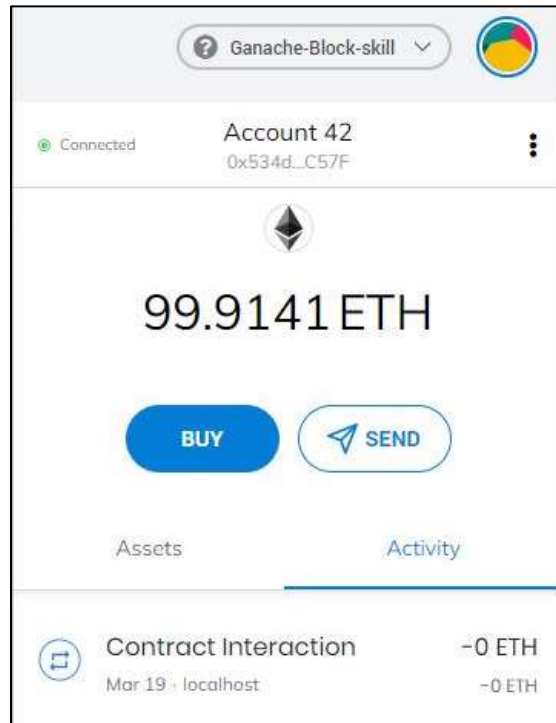 ? Ganache-Block-skill
Connected
Account 42
0x534d...C57F
99.9141 ETH
BUY
SEND
Assets
Activity
Contract Interaction -0 ETH
Mar 19 · localhost -0 ETH